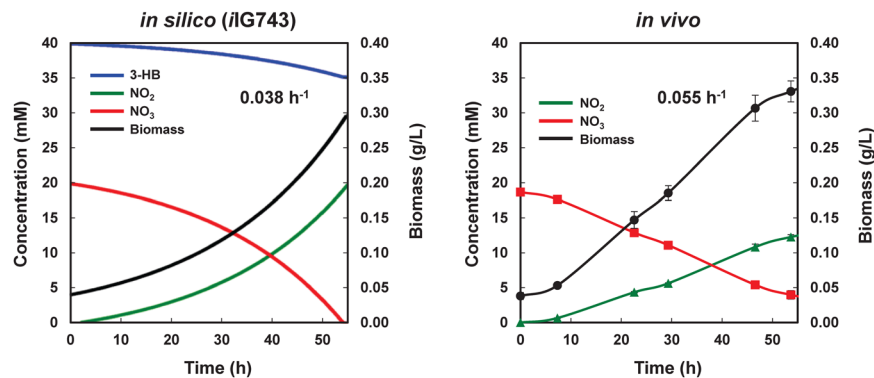 in silico (iIG743)
40
35
30
25
20
15
10
5
0
Concentration (mM)
3-HB
NO2
NO3
Biomass
0.038 h-1
0.40
0.35
0.30
0.25
0.20
0.15
0.10
0.05
0.00
Biomass (g/L)
0 10 20 30 40 50
Time (h)
in vivo
40
35
30
25
20
15
10
5
0
Concentration (mM)
NO2
NO3
Biomass
0.055 h-1
0.40
0.35
0.30
0.25
0.20
0.15
0.10
0.05
0.00
Biomass (g/L)
0 10 20 30 40 50
Time (h)